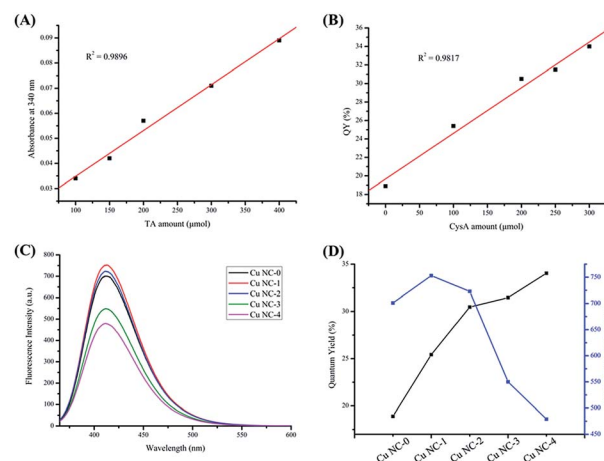 (A)
R² = 0.9896
Absorbance at 340 nm
0.09
0.08
0.07
0.06
0.05
0.04
0.03
100 150 200 250 300 350 400
TA amount (μmol)
(B)
R² = 0.9817
QY (%)
36
34
32
30
28
26
24
22
20
18
16
0 50 100 150 200 250 300
CysA amount (μmol)
(C)
Cu NC-0
Cu NC-1
Cu NC-2
Cu NC-3
Cu NC-4
Fluorescence Intensity (a.u.)
800
700
600
500
400
300
200
100
0
400 450 500 550 600
Wavelength (nm)
(D)
Quantum Yield (%)
35
30
25
20
750
700
650
600
550
500
450
Cu NC-0
Cu NC-1
Cu NC-2
Cu NC-3
Cu NC-4